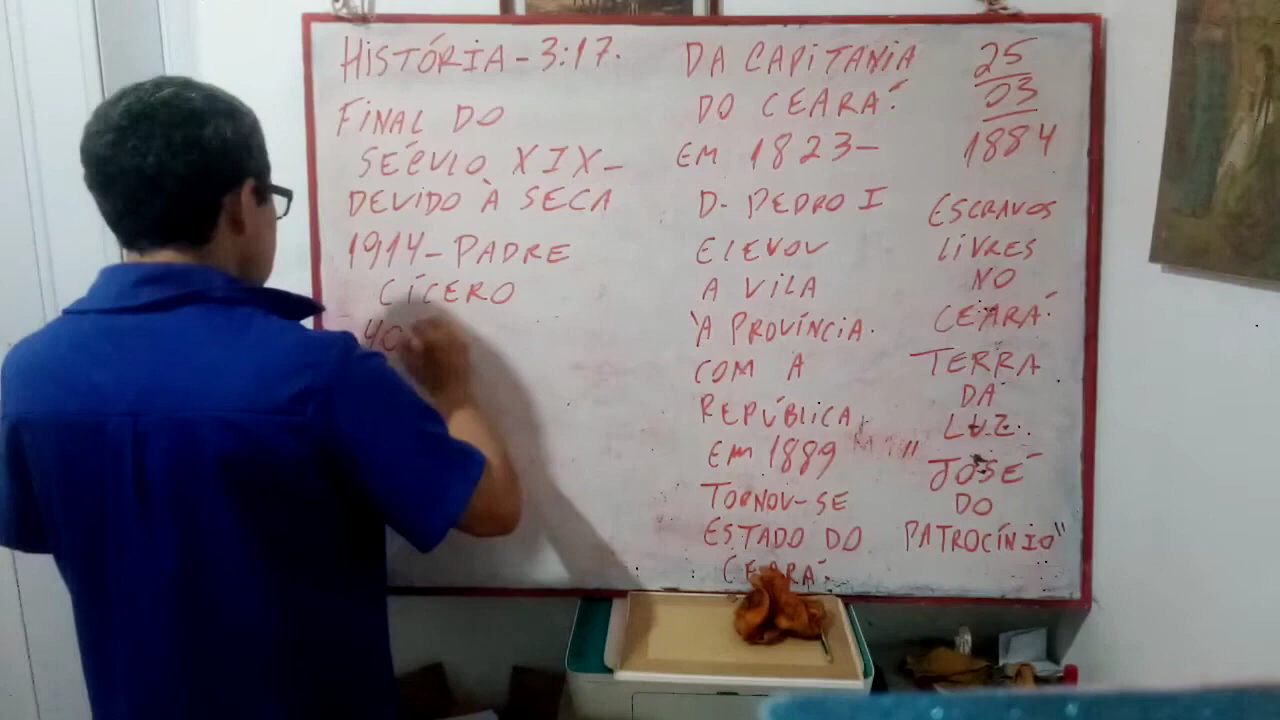 HISTÓRIA - 3:17.
FINAL DO
SÉCULO XIX -
DEVIDO À SECA
1914 - PADRE
CÍCERO
40
DA CAPITANIA
DO CEARÁ.
EM 1823 -
D. PEDRO I
ELEVOU
A VILA
A PROVÍNCIA.
COM A
REPÚBLICA,
EM 1889
TORNOU-SE
ESTADO DO
CEARÁ.
25
03
1884
ESCRAVOS
LIVRES
NO
CEARÁ.
TERRA
DA
LUZ.
" JOSÉ
DO
PATROCÍNIO"